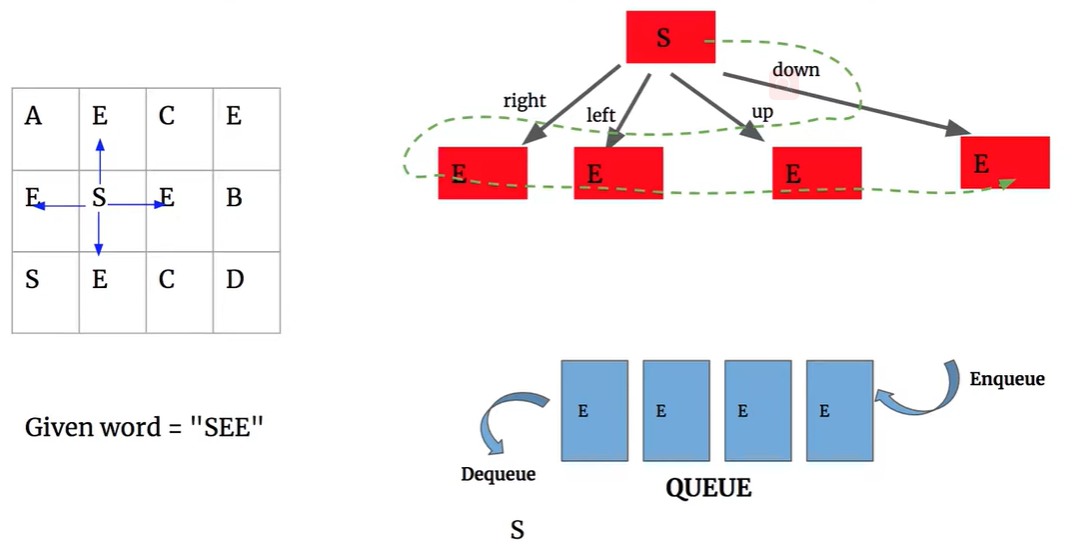 A E C E
E S E B
S E C D
Given word = "SEE"
S
right left up down
E E E E
E E E E
Enqueue
Dequeue
QUEUE
S